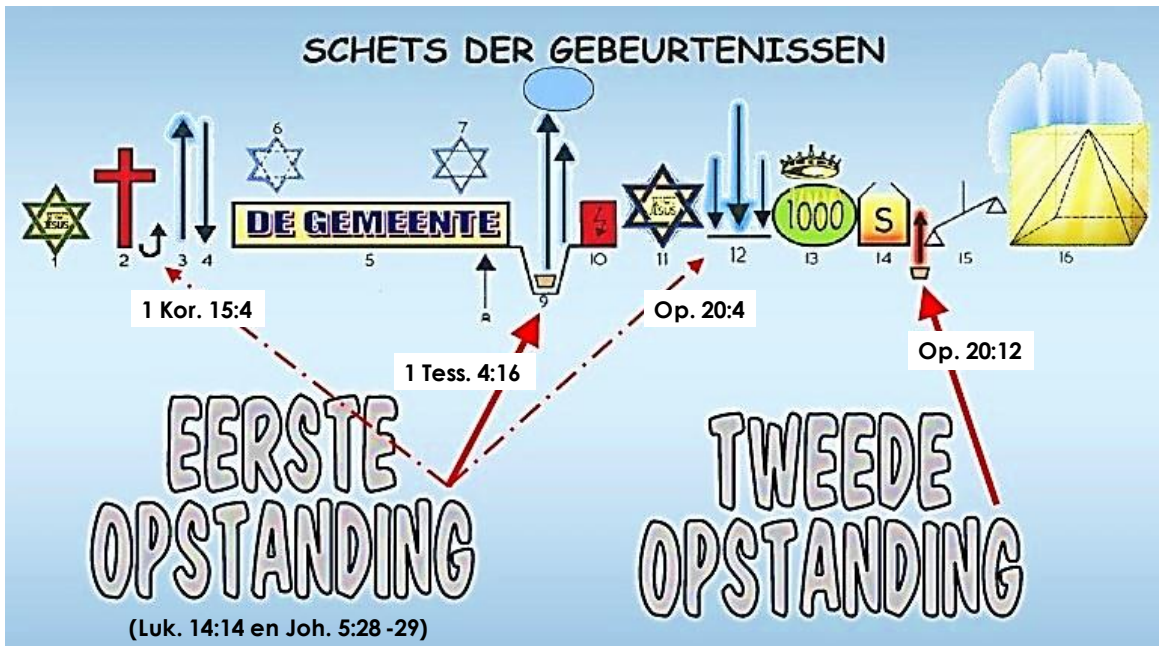 SCHETS DER GEBEURTENISSEN
6
7
1000
S
DE GEMEENTE
1
2
3
4
5
8
9
10
11
12
13
14
15
16
1 Kor. 15:4
Op. 20:4
1 Tess. 4:16
Op. 20:12
EERSTE
OPSTANDING
(Luk. 14:14 en Joh. 5:28 -29)
TWEEDE
OPSTANDING